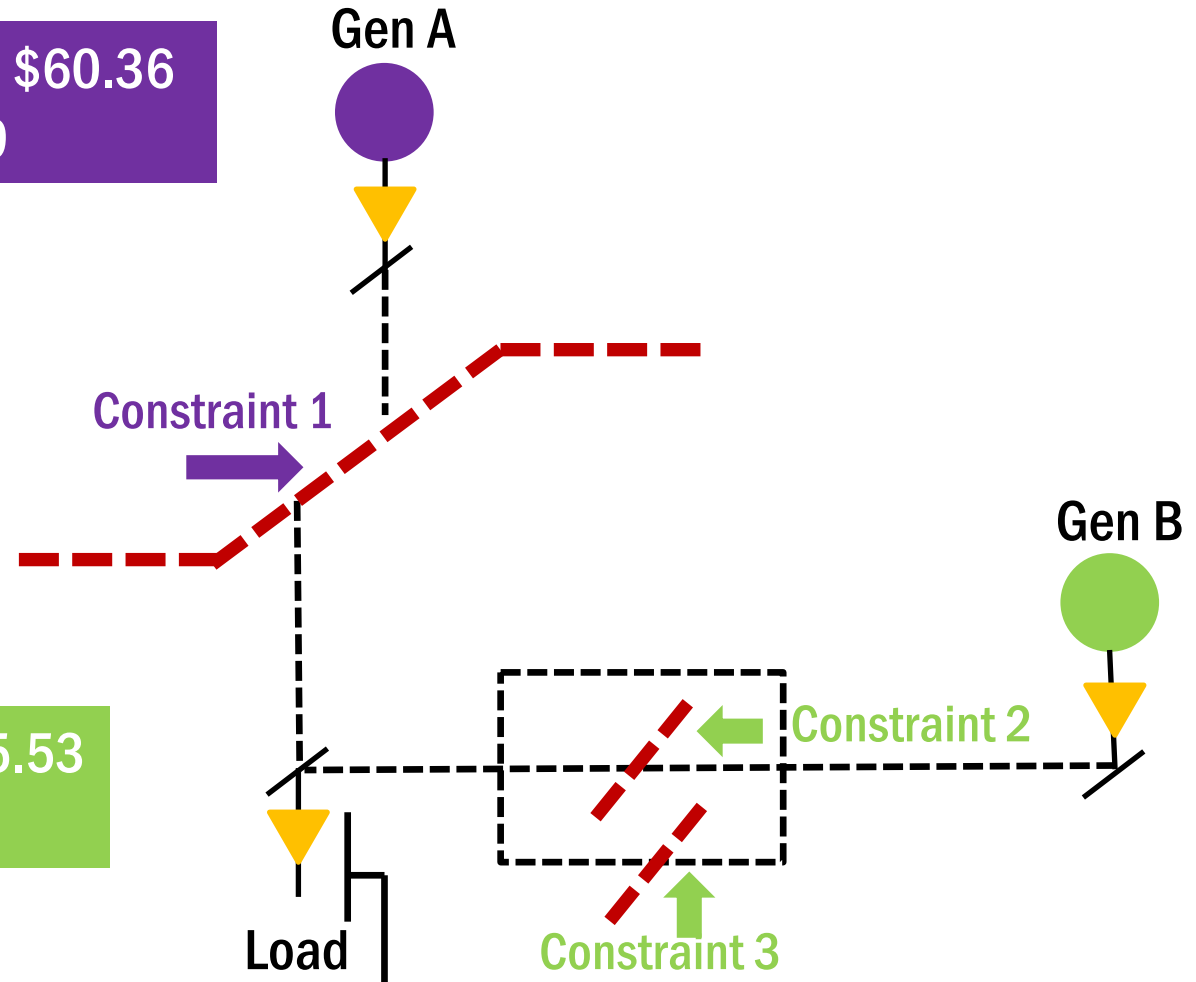 Gen A
$60.36
Constraint 1
Gen B
Constraint 2
Load
Constraint 3